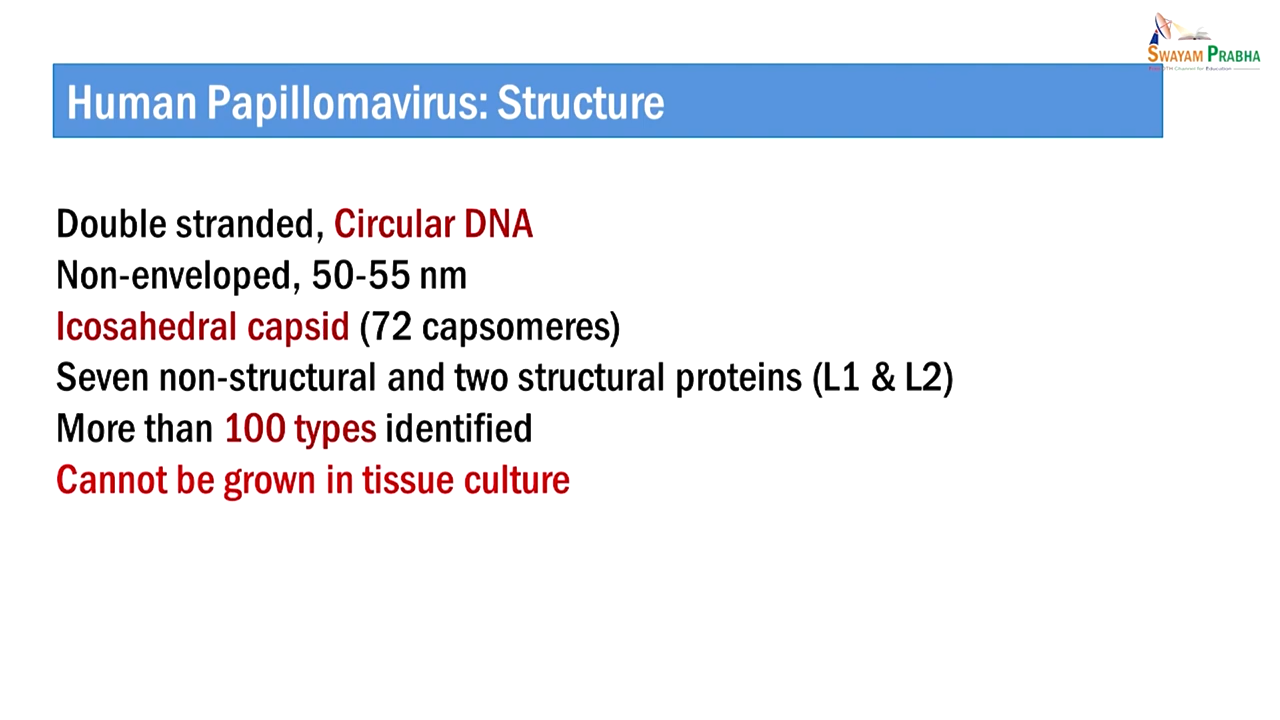 SWAYAM PRABHA
Human Papillomavirus: Structure
Double stranded, Circular DNA
Non-enveloped, 50-55 nm
Icosahedral capsid (72 capsomeres)
Seven non-structural and two structural proteins (L1 & L2)
More than 100 types identified
Cannot be grown in tissue culture